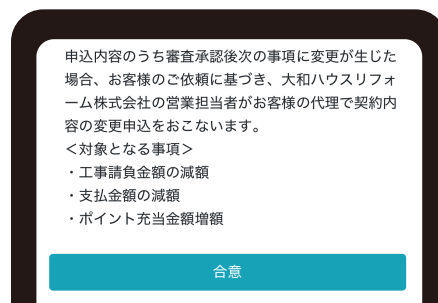 申込内容のうち審査承認後次の事項に変更が生じた
場合、お客様のご依頼に基づき、大和ハウスリフォ
ーム株式会社の営業担当者がお客様の代理で契約内
容の変更申込をおこないます。
＜対象となる事項＞
・工事請負金額の減額
・支払金額の減額
・ポイント充当金額増額
合意